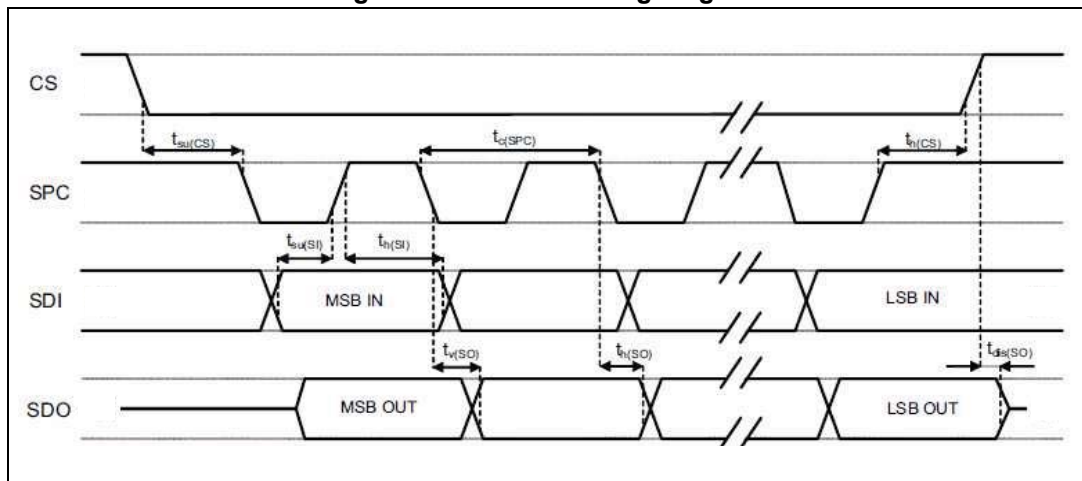 CS
tsu(CS)
tc(SPC)
th(CS)
SPC
tsu(SI)
th(SI)
SDI
MSB IN
LSB IN
tv(SO)
th(SO)
tdis(SO)
SDO
MSB OUT
LSB OUT